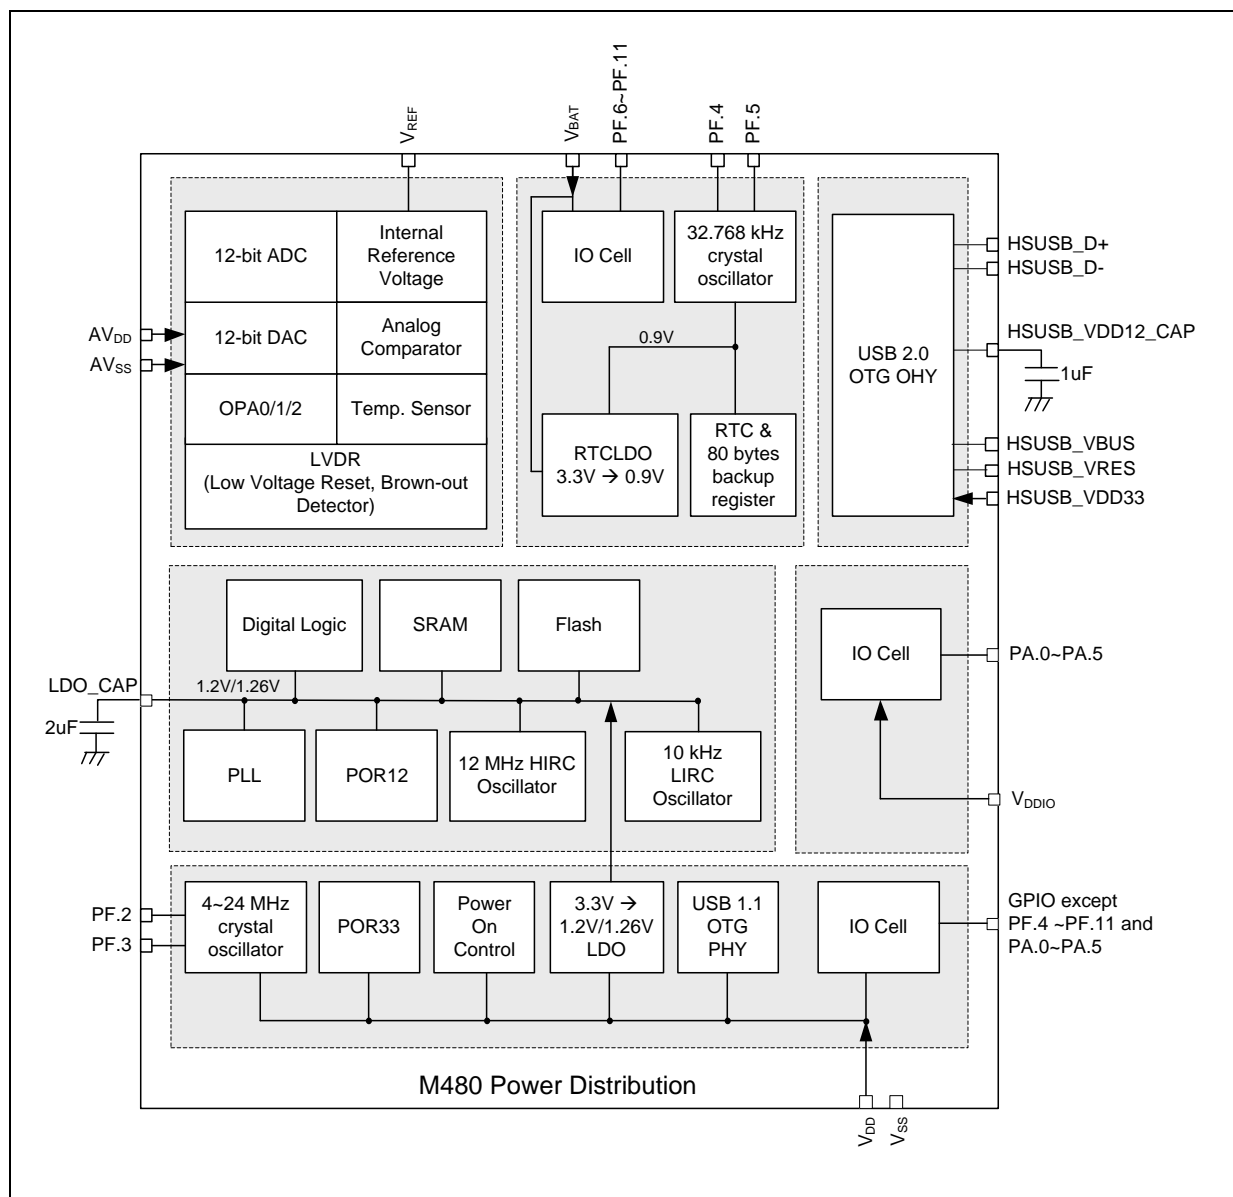 VREF
VBAT
PF.6~PF.11
PF.4
PF.5
12-bit ADC
Internal
Reference
Voltage
12-bit DAC
Analog
Comparator
OPA0/1/2
Temp. Sensor
LVDR
(Low Voltage Reset, Brown-out
Detector)
AVDD
AVSS
IO Cell
32.768 kHz
crystal
oscillator
0.9V
RTCLDO
3.3V → 0.9V
RTC &
80 bytes
backup
register
USB 2.0
OTG OHY
HSUSB_D+
HSUSB_D-
HSUSB_VDD12_CAP
1uF
HSUSB_VBUS
HSUSB_VRES
HSUSB_VDD33
Digital Logic
SRAM
Flash
LDO_CAP
1.2V/1.26V
2uF
PLL
POR12
12 MHz HIRC
Oscillator
10 kHz
LIRC
Oscillator
IO Cell
PA.0~PA.5
VDDIO
PF.2
PF.3
4~24 MHz
crystal
oscillator
POR33
Power
On
Control
3.3V →
1.2V/1.26V
LDO
USB 1.1
OTG
PHY
IO Cell
GPIO except
PF.4 ~PF.11 and
PA.0~PA.5
M480 Power Distribution
VDD
VSS